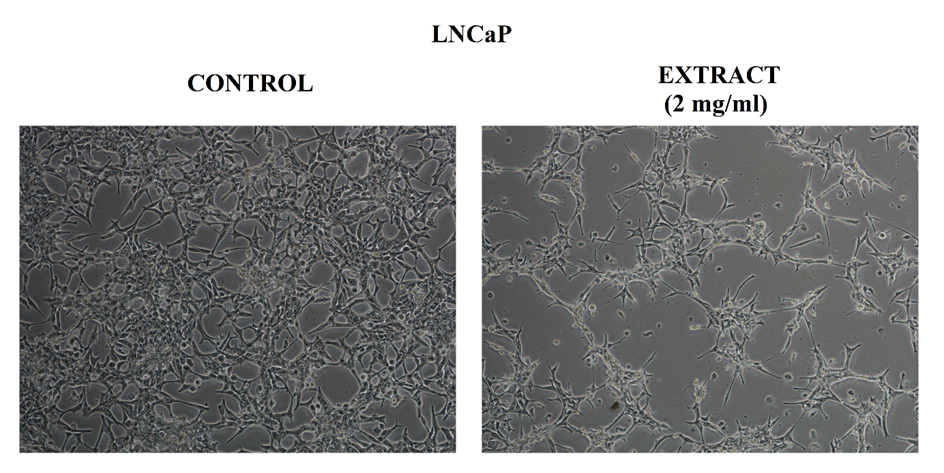 LNCaP
CONTROL
EXTRACT
(2 mg/ml)